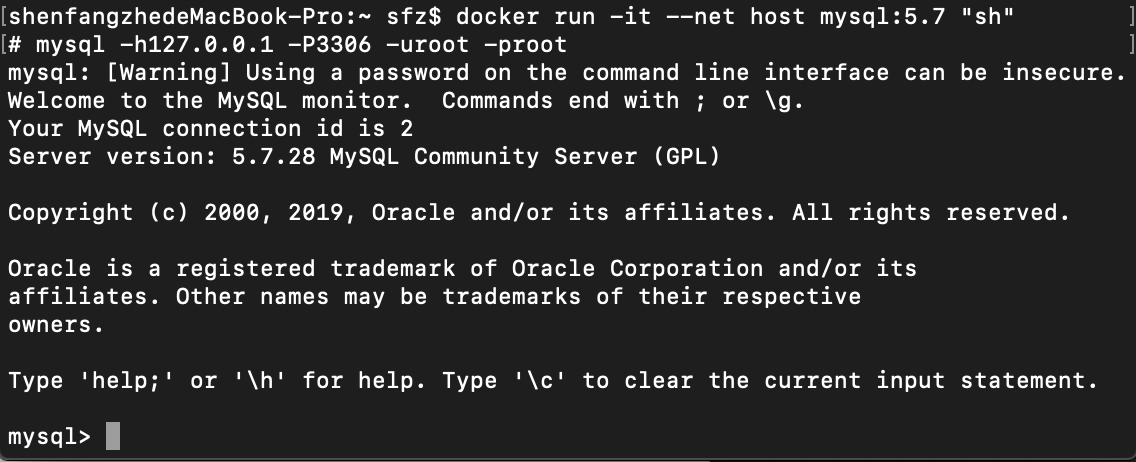 [shenfangzhedeMacBook-Pro:~ sfz$ docker run -it --net host mysql:5.7 "sh" ]
[# mysql -h127.0.0.1 -P3306 -uroot -proot ]
mysql: [Warning] Using a password on the command line interface can be insecure.
Welcome to the MySQL monitor.  Commands end with ; or \g.
Your MySQL connection id is 2
Server version: 5.7.28 MySQL Community Server (GPL)

Copyright (c) 2000, 2019, Oracle and/or its affiliates. All rights reserved.

Oracle is a registered trademark of Oracle Corporation and/or its
affiliates. Other names may be trademarks of their respective
owners.

Type 'help;' or '\h' for help. Type '\c' to clear the current input statement.

mysql>